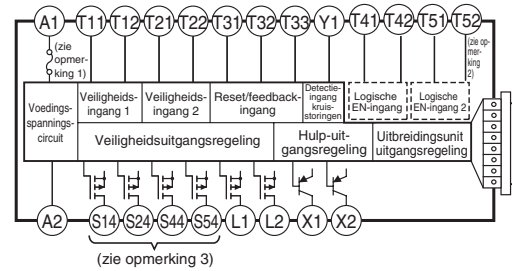 A1 T11 T12 T21 T22 T31 T32 T33 Y1 T41 T42 T51 T52
(zie
opmer-
king 1)
(zie op-
mer-
king
2)
Voedings-
spannings-
circuit
Veiligheids-
ingang 1
Veiligheids-
ingang 2
Reset/feedback-
ingang
Detectie-
ingang
kruis-
storingen
Logische
EN-ingang
Logische
EN-ingang 2
Veiligheidsuitgangsregeling
Hulp-uit-
gangsregeling
Uitbreidingsunit
uitgangsregeling
A2 S14 S24 S44 S54 L1 L2 X1 X2
(zie opmerking 3)